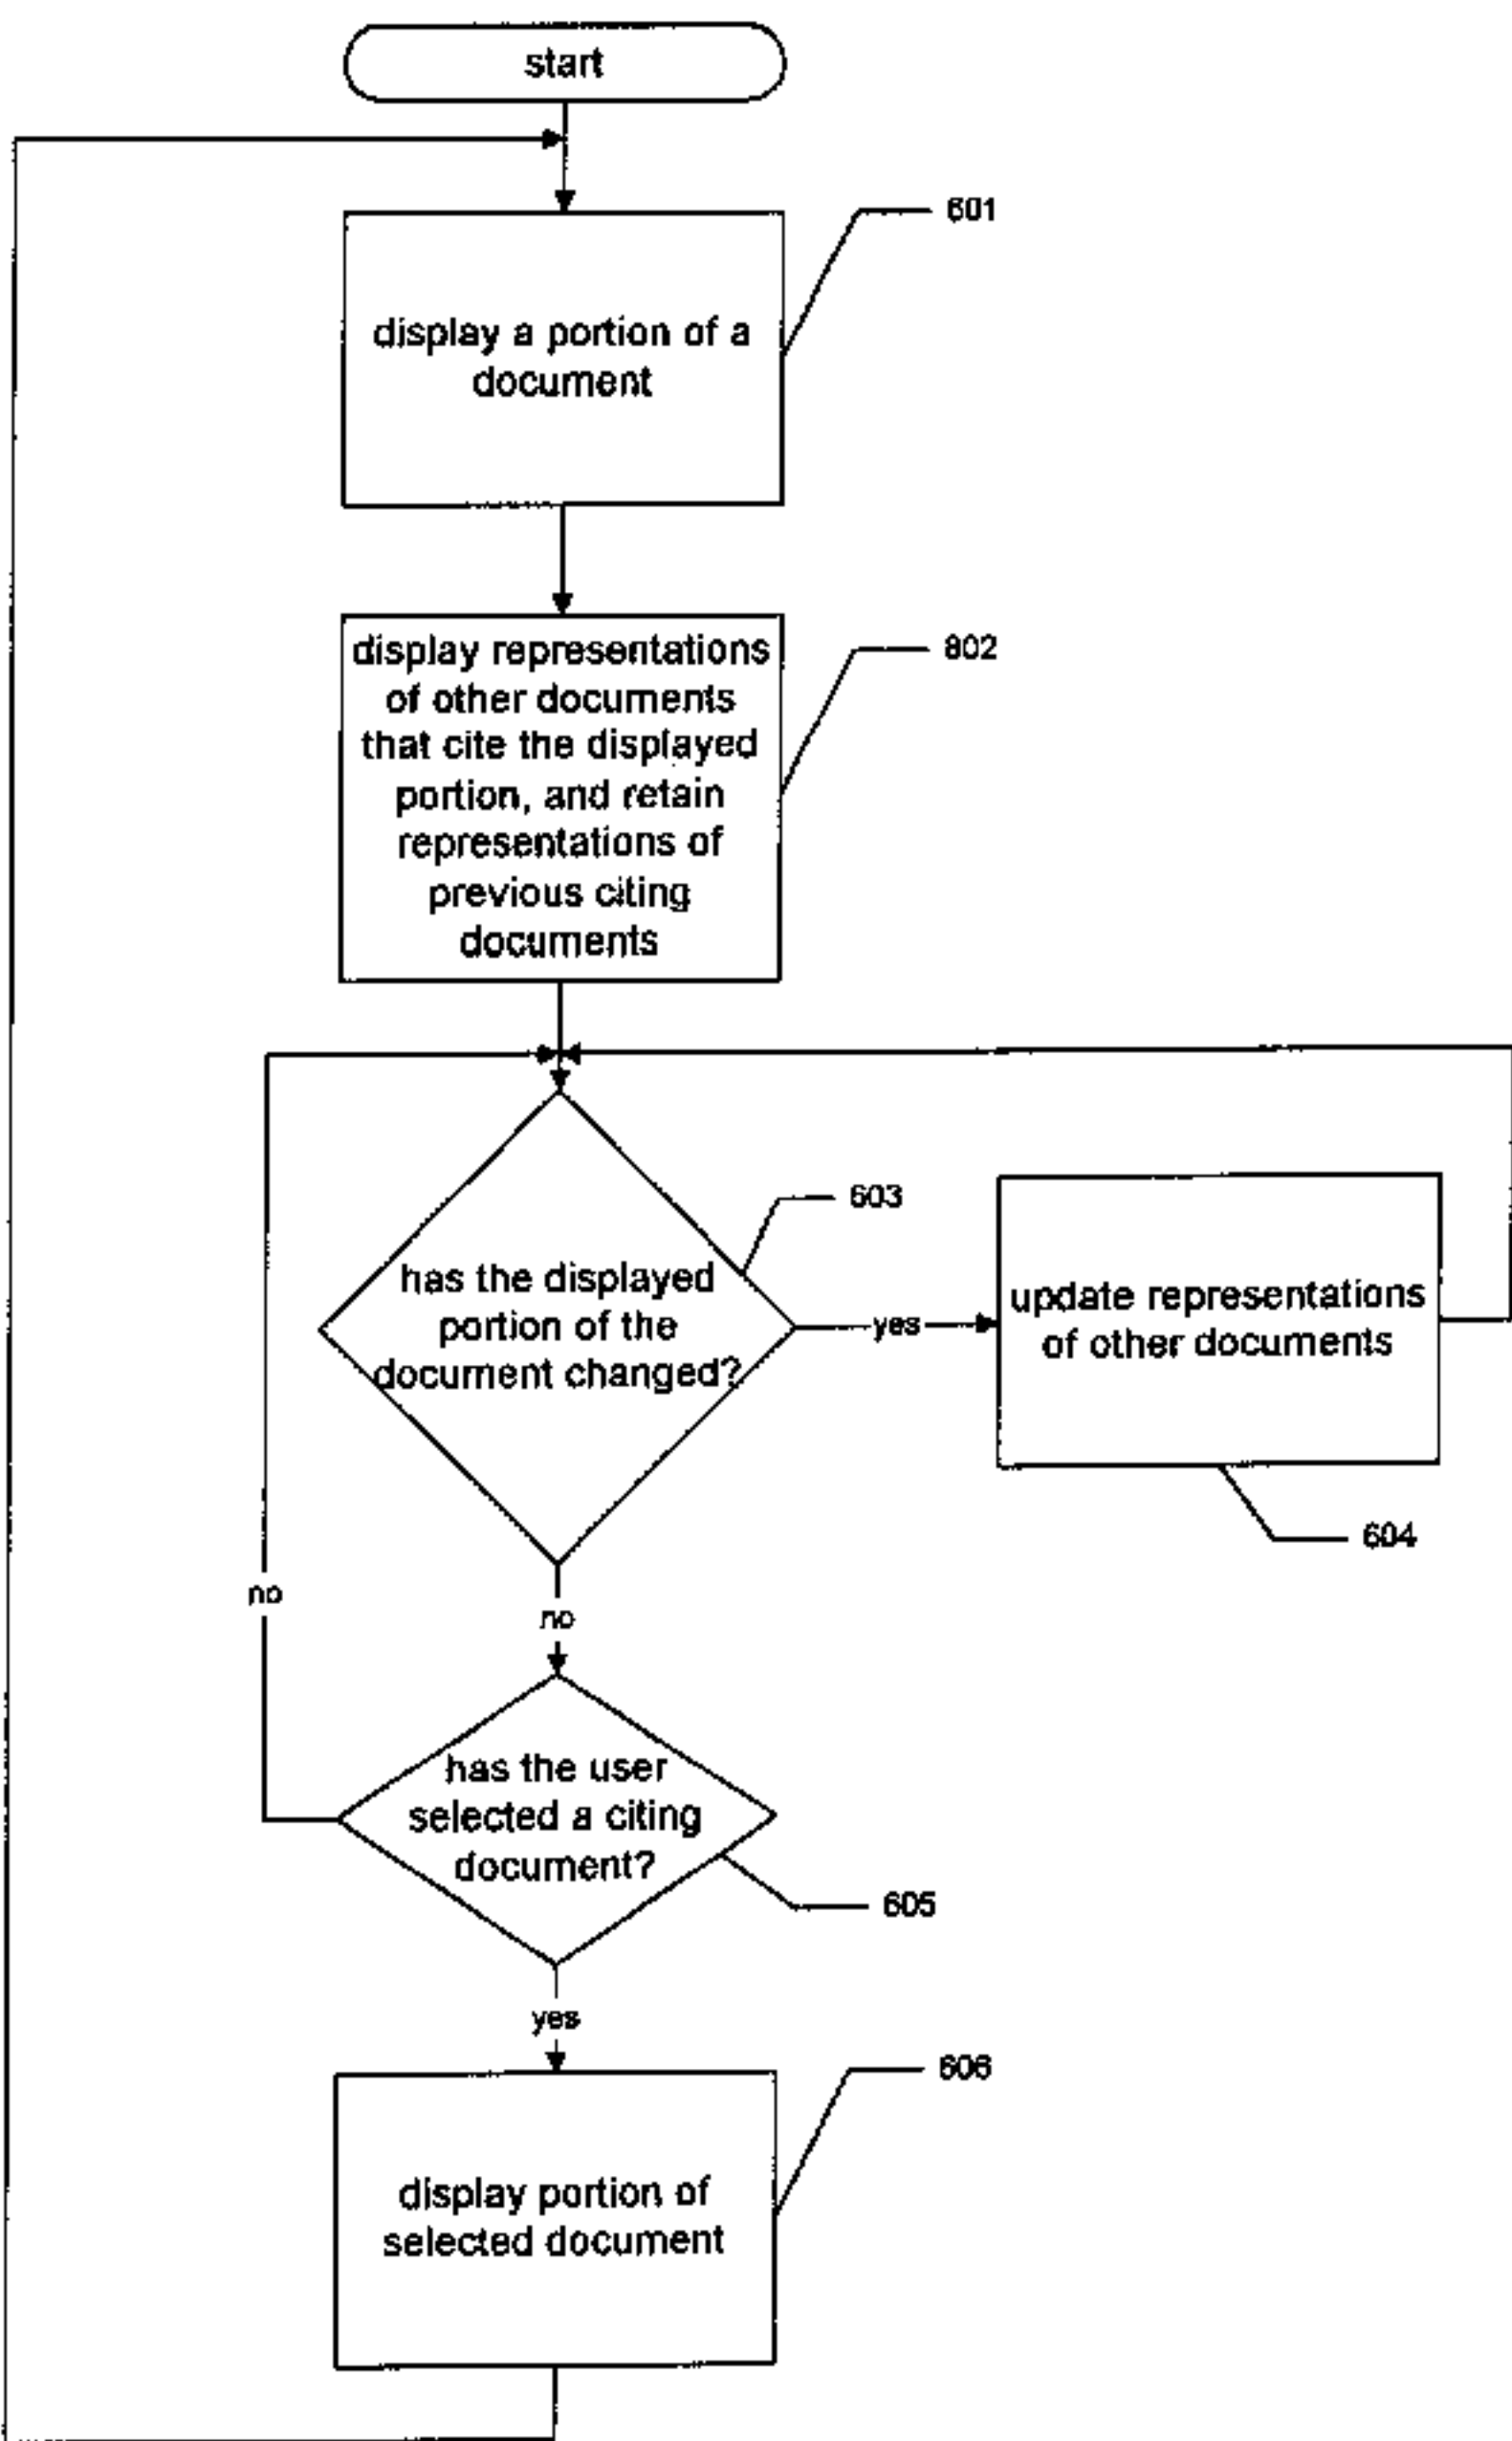 start
601
display a portion of a
document
802
display representations
of other documents
that cite the displayed
portion, and retain
representations of
previous citing
documents
603
has the displayed
portion of the
document changed?
yes
update representations
of other documents
604
no
no
has the user
selected a citing
document?
605
yes
606
display portion of
selected document